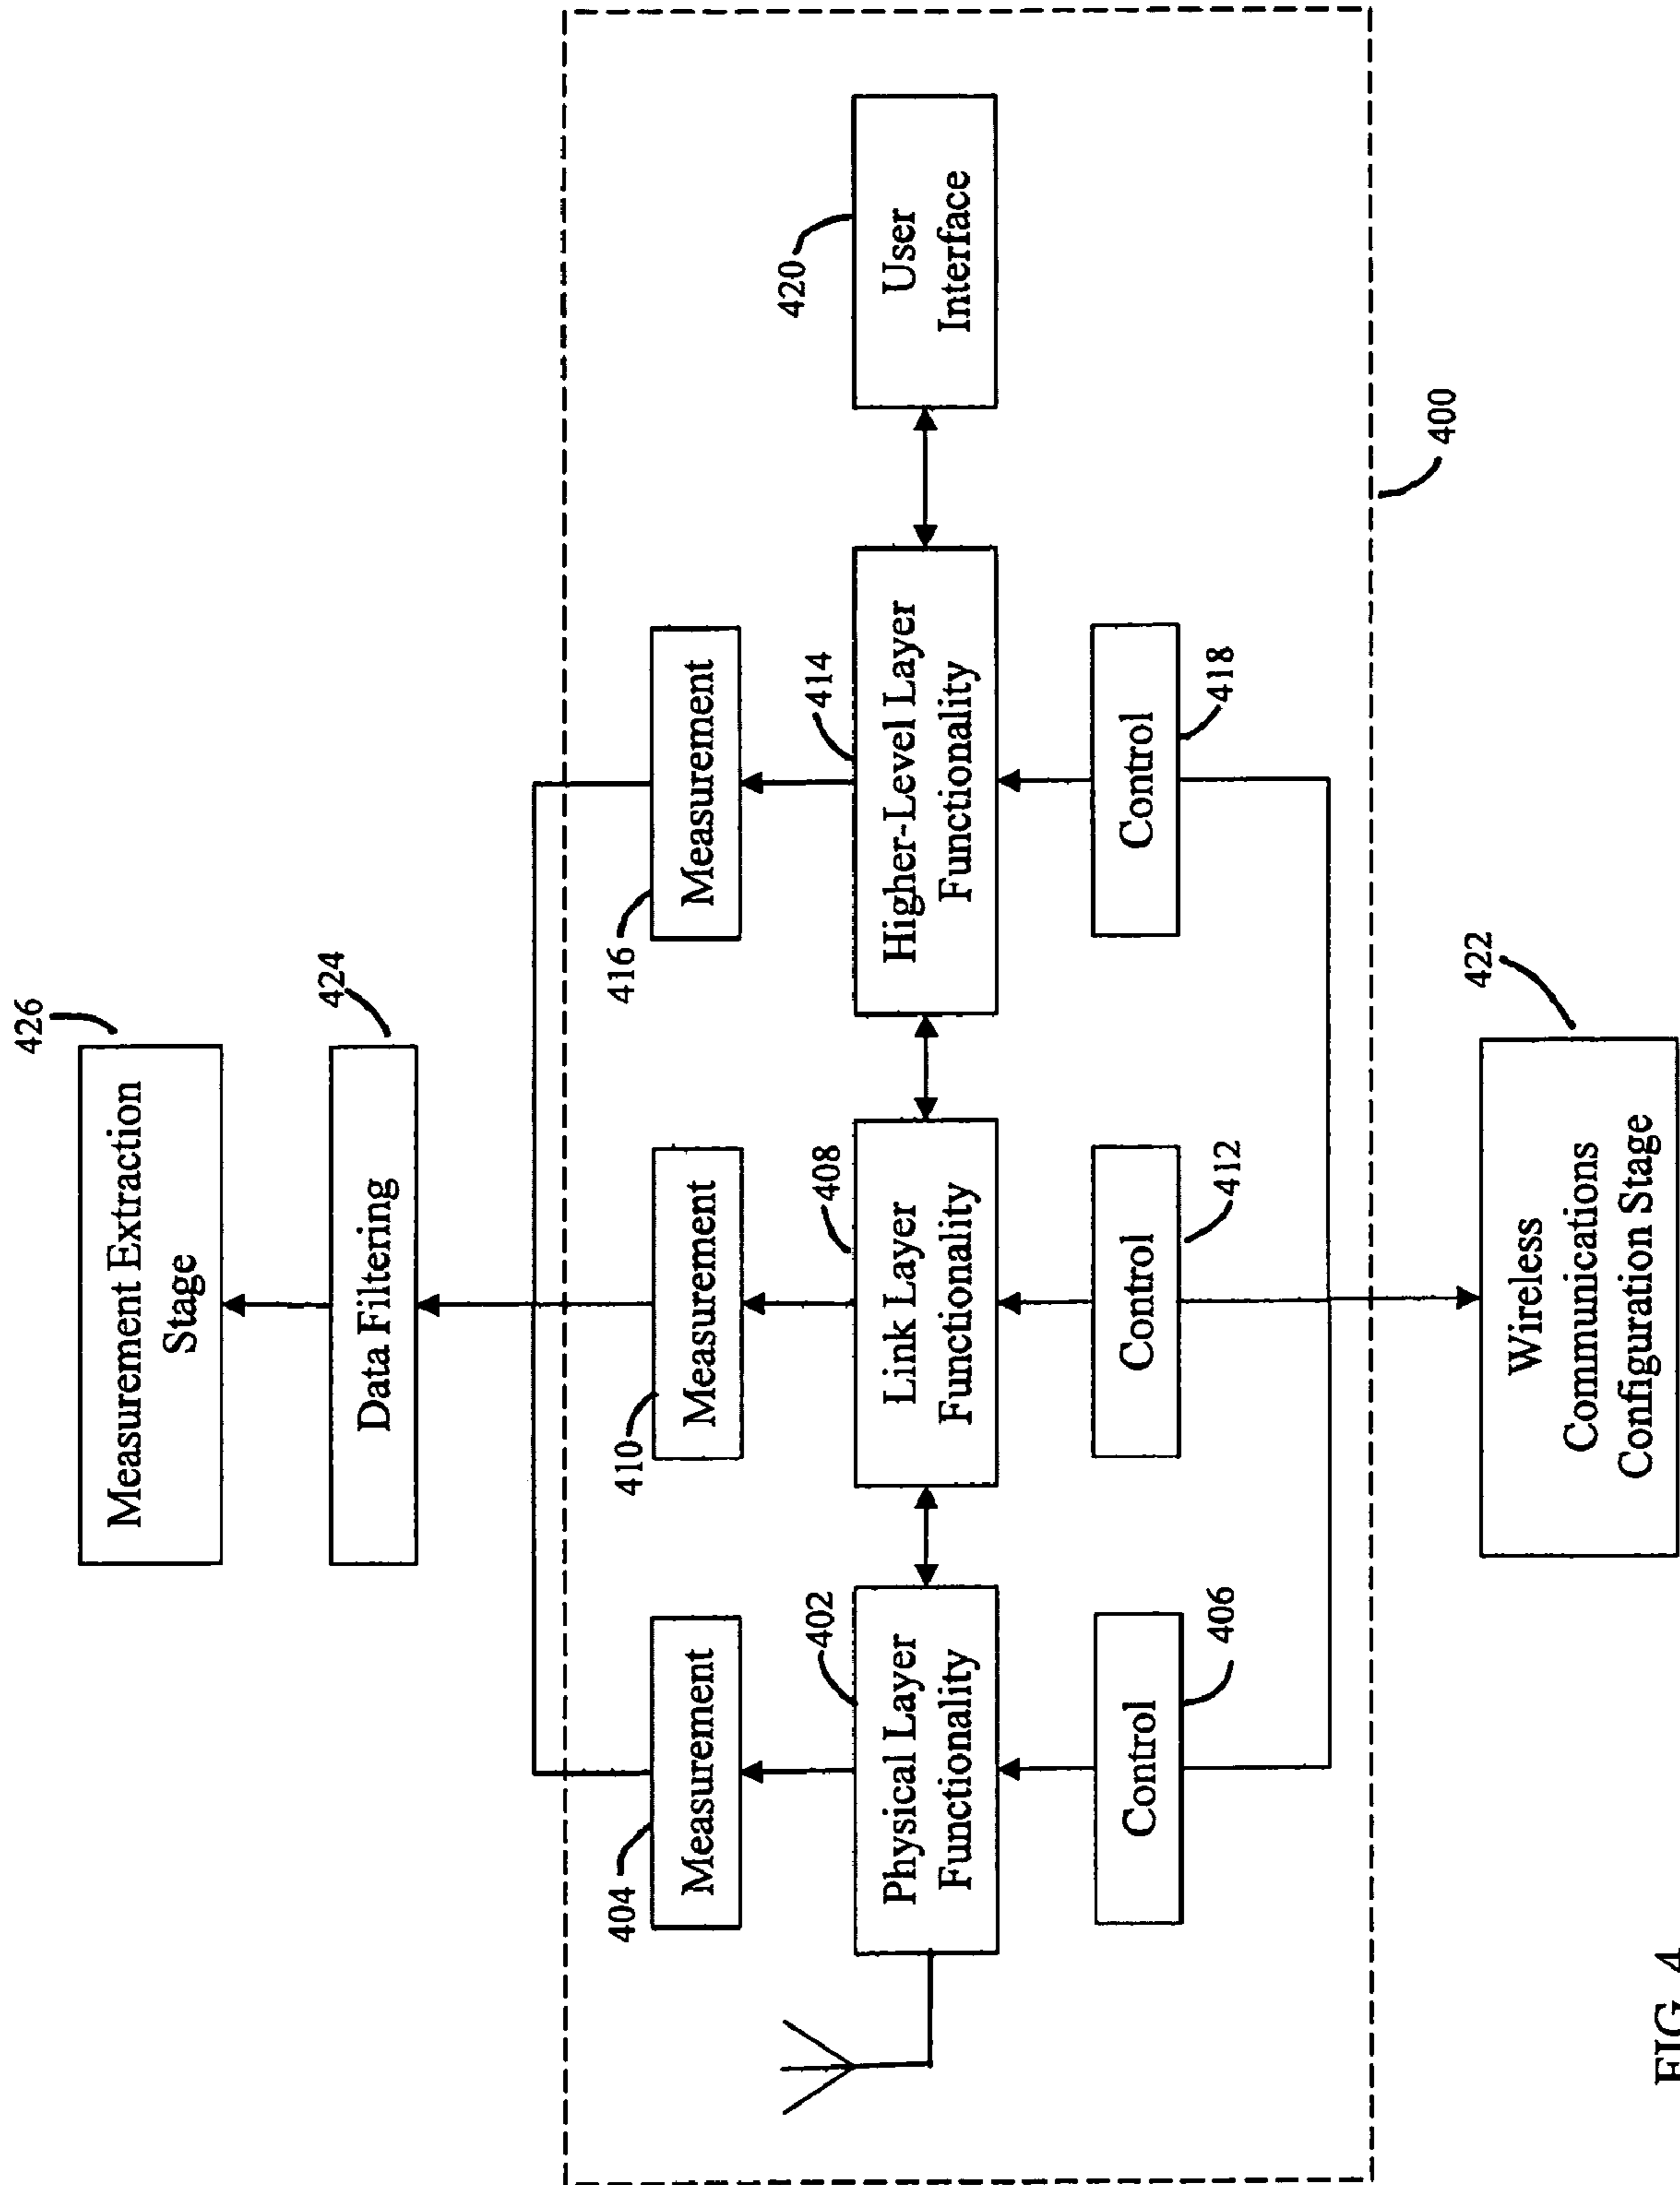 426
Measurement Extraction
Stage
424
Data Filtering
404
Measurement
410
Measurement
416
Measurement
402
Physical Layer
Functionality
408
Link Layer
Functionality
414
Higher-Level Layer
Functionality
420
User
Interface
Control
406
Control
412
Control
418
400
422
Wireless
Communications
Configuration Stage
FIG. 4